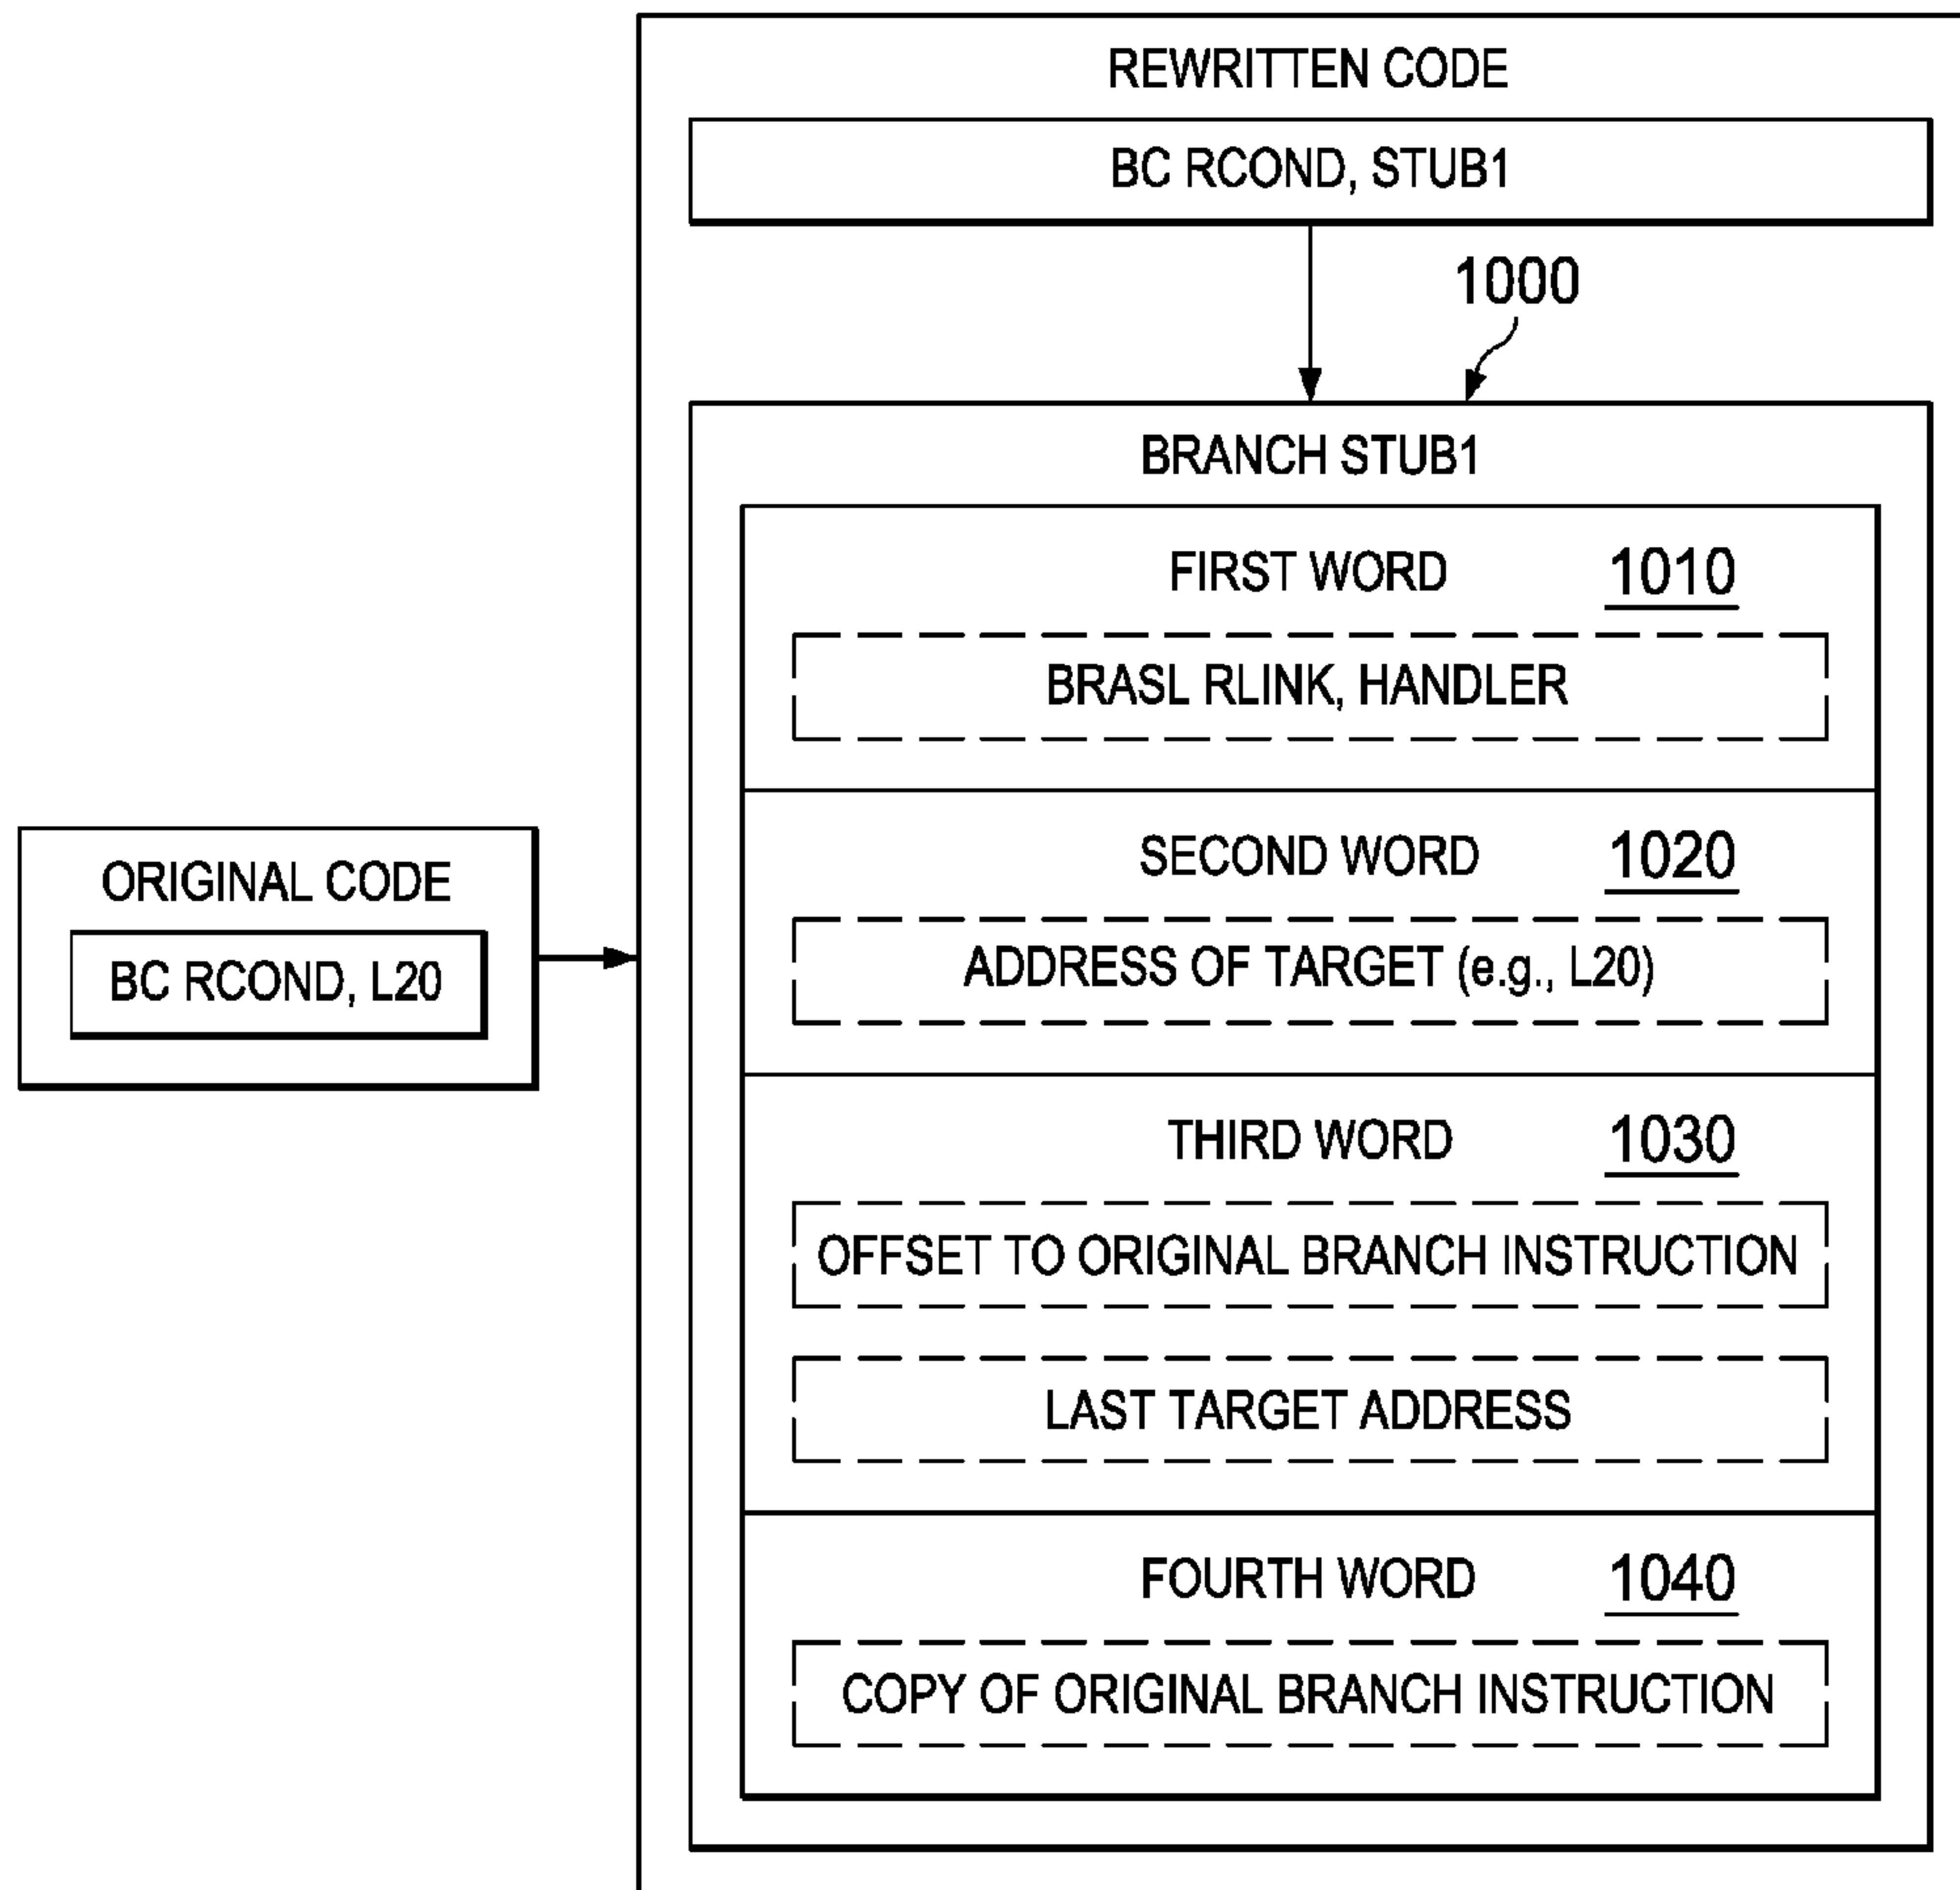 REWRITTEN CODE
BC RCOND, STUB1
1000
BRANCH STUB1
FIRST WORD 1010
BRASL RLINK, HANDLER
SECOND WORD 1020
ADDRESS OF TARGET (e.g., L20)
ORIGINAL CODE
BC RCOND, L20
THIRD WORD 1030
OFFSET TO ORIGINAL BRANCH INSTRUCTION
LAST TARGET ADDRESS
FOURTH WORD 1040
COPY OF ORIGINAL BRANCH INSTRUCTION